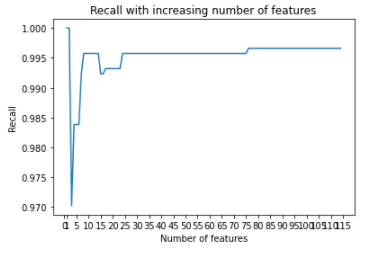 Recall with increasing number of features
1.000
0.995
0.990
0.985
0.980
0.975
0.970
Recall
0 1 5 10 15 20 25 30 35 40 45 50 55 60 65 70 75 80 85 90 95 100 105 110 115
Number of features